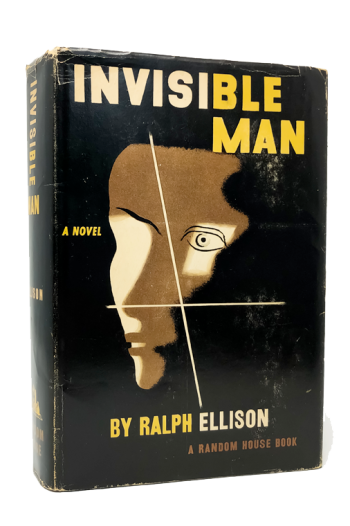 INVISIBLE
MAN
A NOVEL
BY RALPH ELLISON
A RANDOM HOUSE BOOK
INVISIBLE
MAN